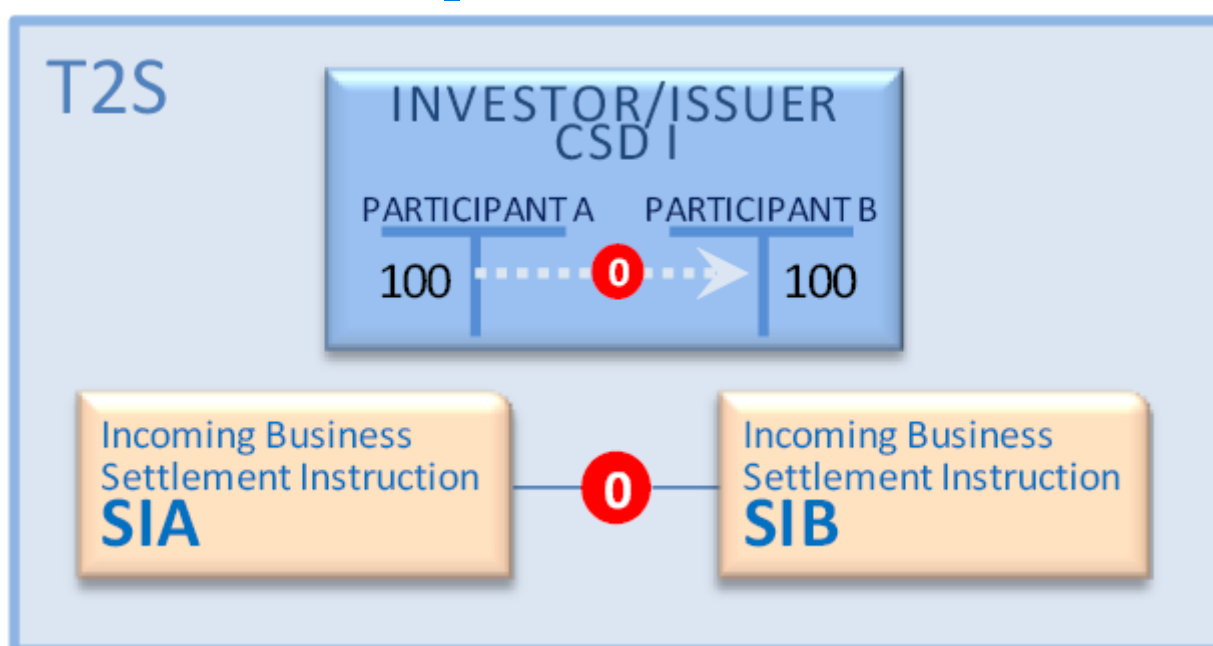 T2S
INVESTOR/ISSUER
CSD I
PARTICIPANT A PARTICIPANT B
100 0 100
Incoming Business
Settlement Instruction
SIA
0
Incoming Business
Settlement Instruction
SIB